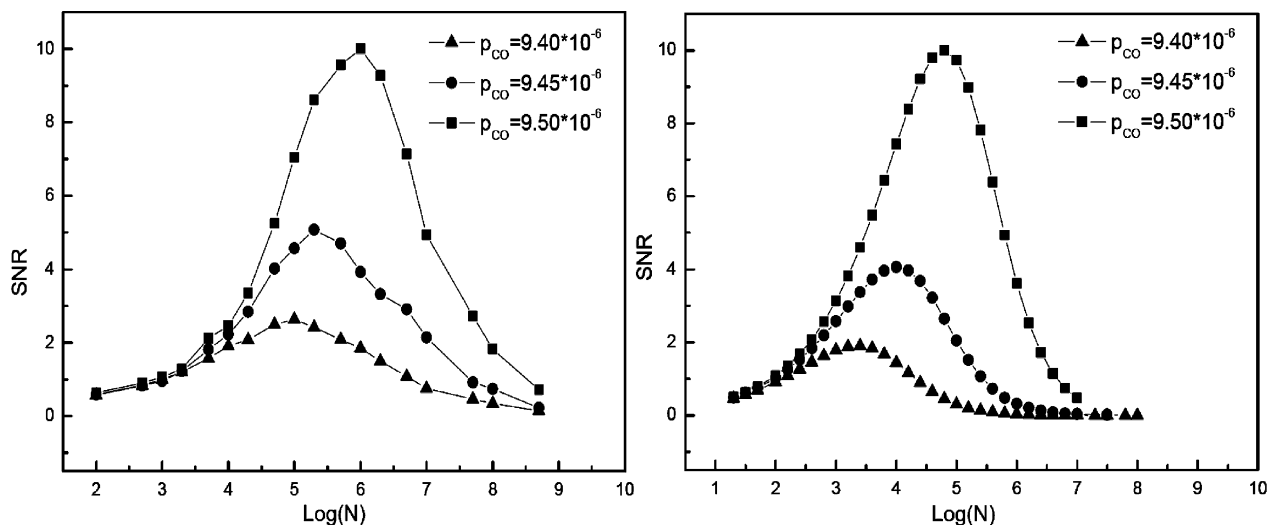 10
8
6
4
2
0
SNR
2 3 4 5 6 7 8 9 10
Log(N)
p_CO=9.40*10^-6
p_CO=9.45*10^-6
p_CO=9.50*10^-6
10
8
6
4
2
0
SNR
1 2 3 4 5 6 7 8 9 10
Log(N)
p_CO=9.40*10^-6
p_CO=9.45*10^-6
p_CO=9.50*10^-6